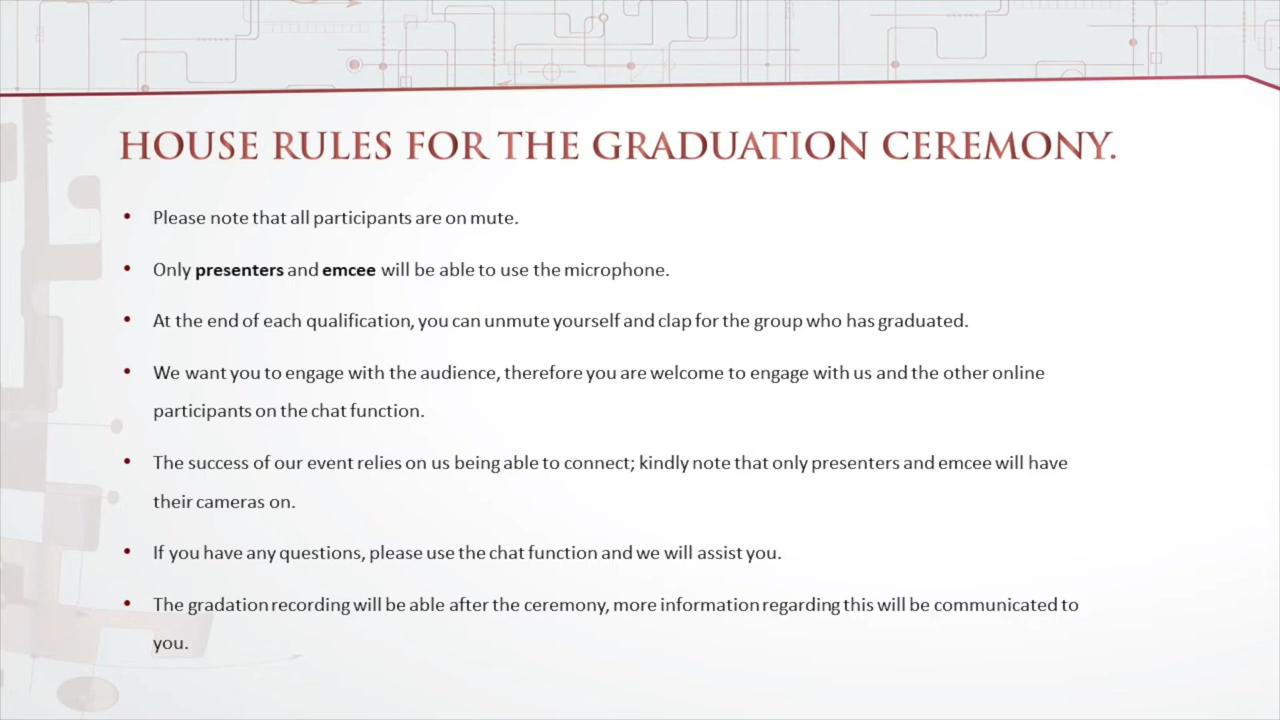 HOUSE RULES FOR THE GRADUATION CEREMONY.
• Please note that all participants are on mute.
• Only presenters and emcee will be able to use the microphone.
• At the end of each qualification, you can unmute yourself and clap for the group who has graduated.
• We want you to engage with the audience, therefore you are welcome to engage with us and the other online
participants on the chat function.
• The success of our event relies on us being able to connect; kindly note that only presenters and emcee will have
their cameras on.
• If you have any questions, please use the chat function and we will assist you.
• The gradation recording will be able after the ceremony, more information regarding this will be communicated to
you.